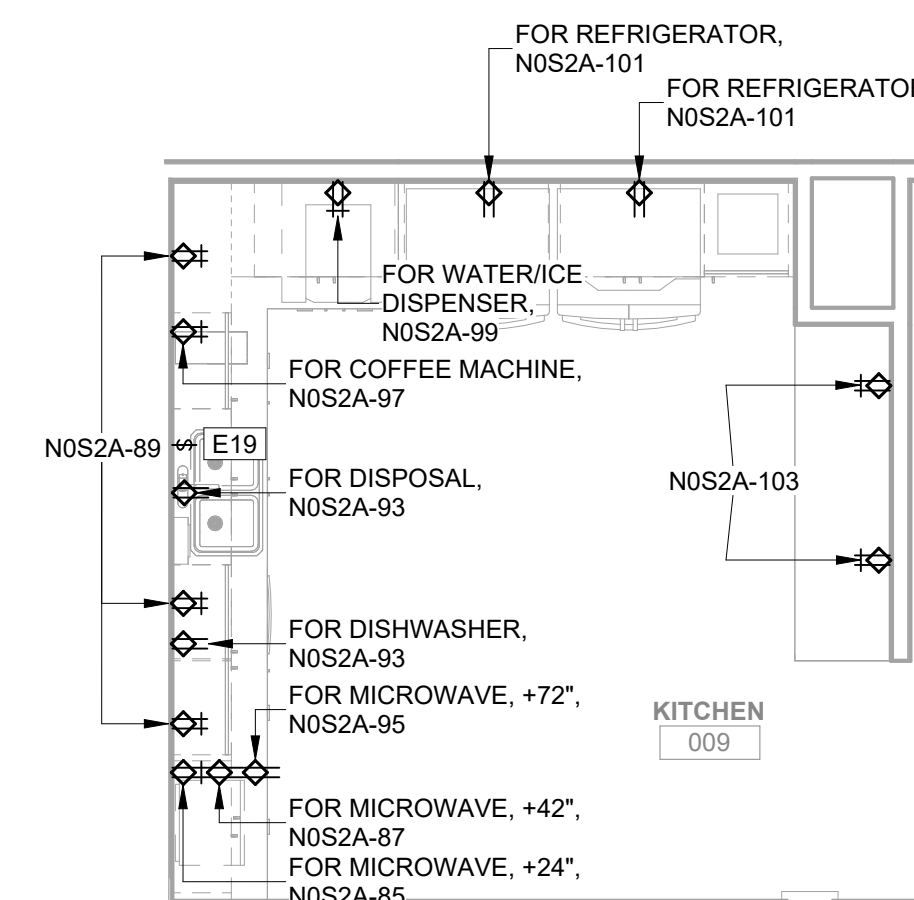 FOR REFRIGERATOR,
N0S2A-101
FOR REFRIGERATOR
N0S2A-101
FOR WATER/ICE
DISPENSER,
N0S2A-99
FOR COFFEE MACHINE,
N0S2A-97
N0S2A-89
$
E19
FOR DISPOSAL,
N0S2A-93
N0S2A-103
FOR DISHWASHER,
N0S2A-93
FOR MICROWAVE, +72",
N0S2A-95
KITCHEN
009
FOR MICROWAVE, +42",
N0S2A-87
FOR MICROWAVE, +24",
N0S2A-85